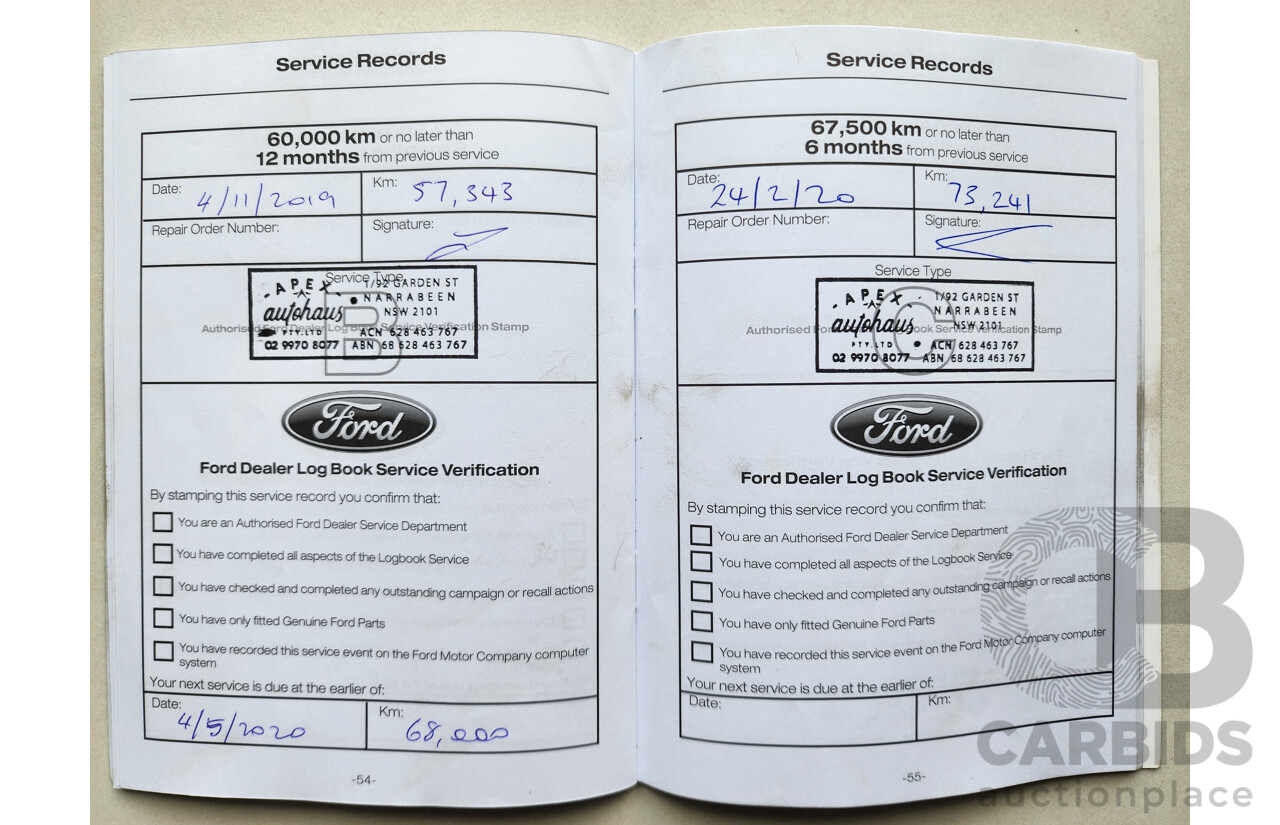 Service Records
60,000 km or no later than
12 months from previous service
Date: 4/11/2019 Km: 57,343
Repair Order Number: Signature:
Service Type
APEX 1/92 GARDEN ST
autohaus NARRABEEN
NSW 2101
Authorised Ford Dealer Log Book Service Verification Stamp
B
PTY.LTD ACN 628 463 767
02 9970 8077 ABN 68 628 463 767
Ford
Ford Dealer Log Book Service Verification
By stamping this service record you confirm that:
You are an Authorised Ford Dealer Service Department
You have completed all aspects of the Logbook Service
You have checked and completed any outstanding campaign or recall actions
You have only fitted Genuine Ford Parts
You have recorded this service event on the Ford Motor Company computer
system
Your next service is due at the earlier of:
Date: 4/5/2020 Km: 68,000
-54-
Service Records
67,500 km or no later than
6 months from previous service
Date: 24/2/20 Km: 73,241
Repair Order Number: Signature:
Service Type
APEX 1/92 GARDEN ST
autohaus NARRABEEN
NSW 2101
Authorised Ford Book Service Verification Stamp
C
PTY.LTD ACN 628 463 767
02 9970 8077 ABN 68 628 463 767
Ford
Ford Dealer Log Book Service Verification
By stamping this service record you confirm that:
You are an Authorised Ford Dealer Service Department
You have completed all aspects of the Logbook Service
You have checked and completed any outstanding campaign or recall actions
You have only fitted Genuine Ford Parts
You have recorded this service event on the Ford Motor Company computer
system
Your next service is due at the earlier of:
Date: Km:
-55-
CB
CARBIDS
auctionplace